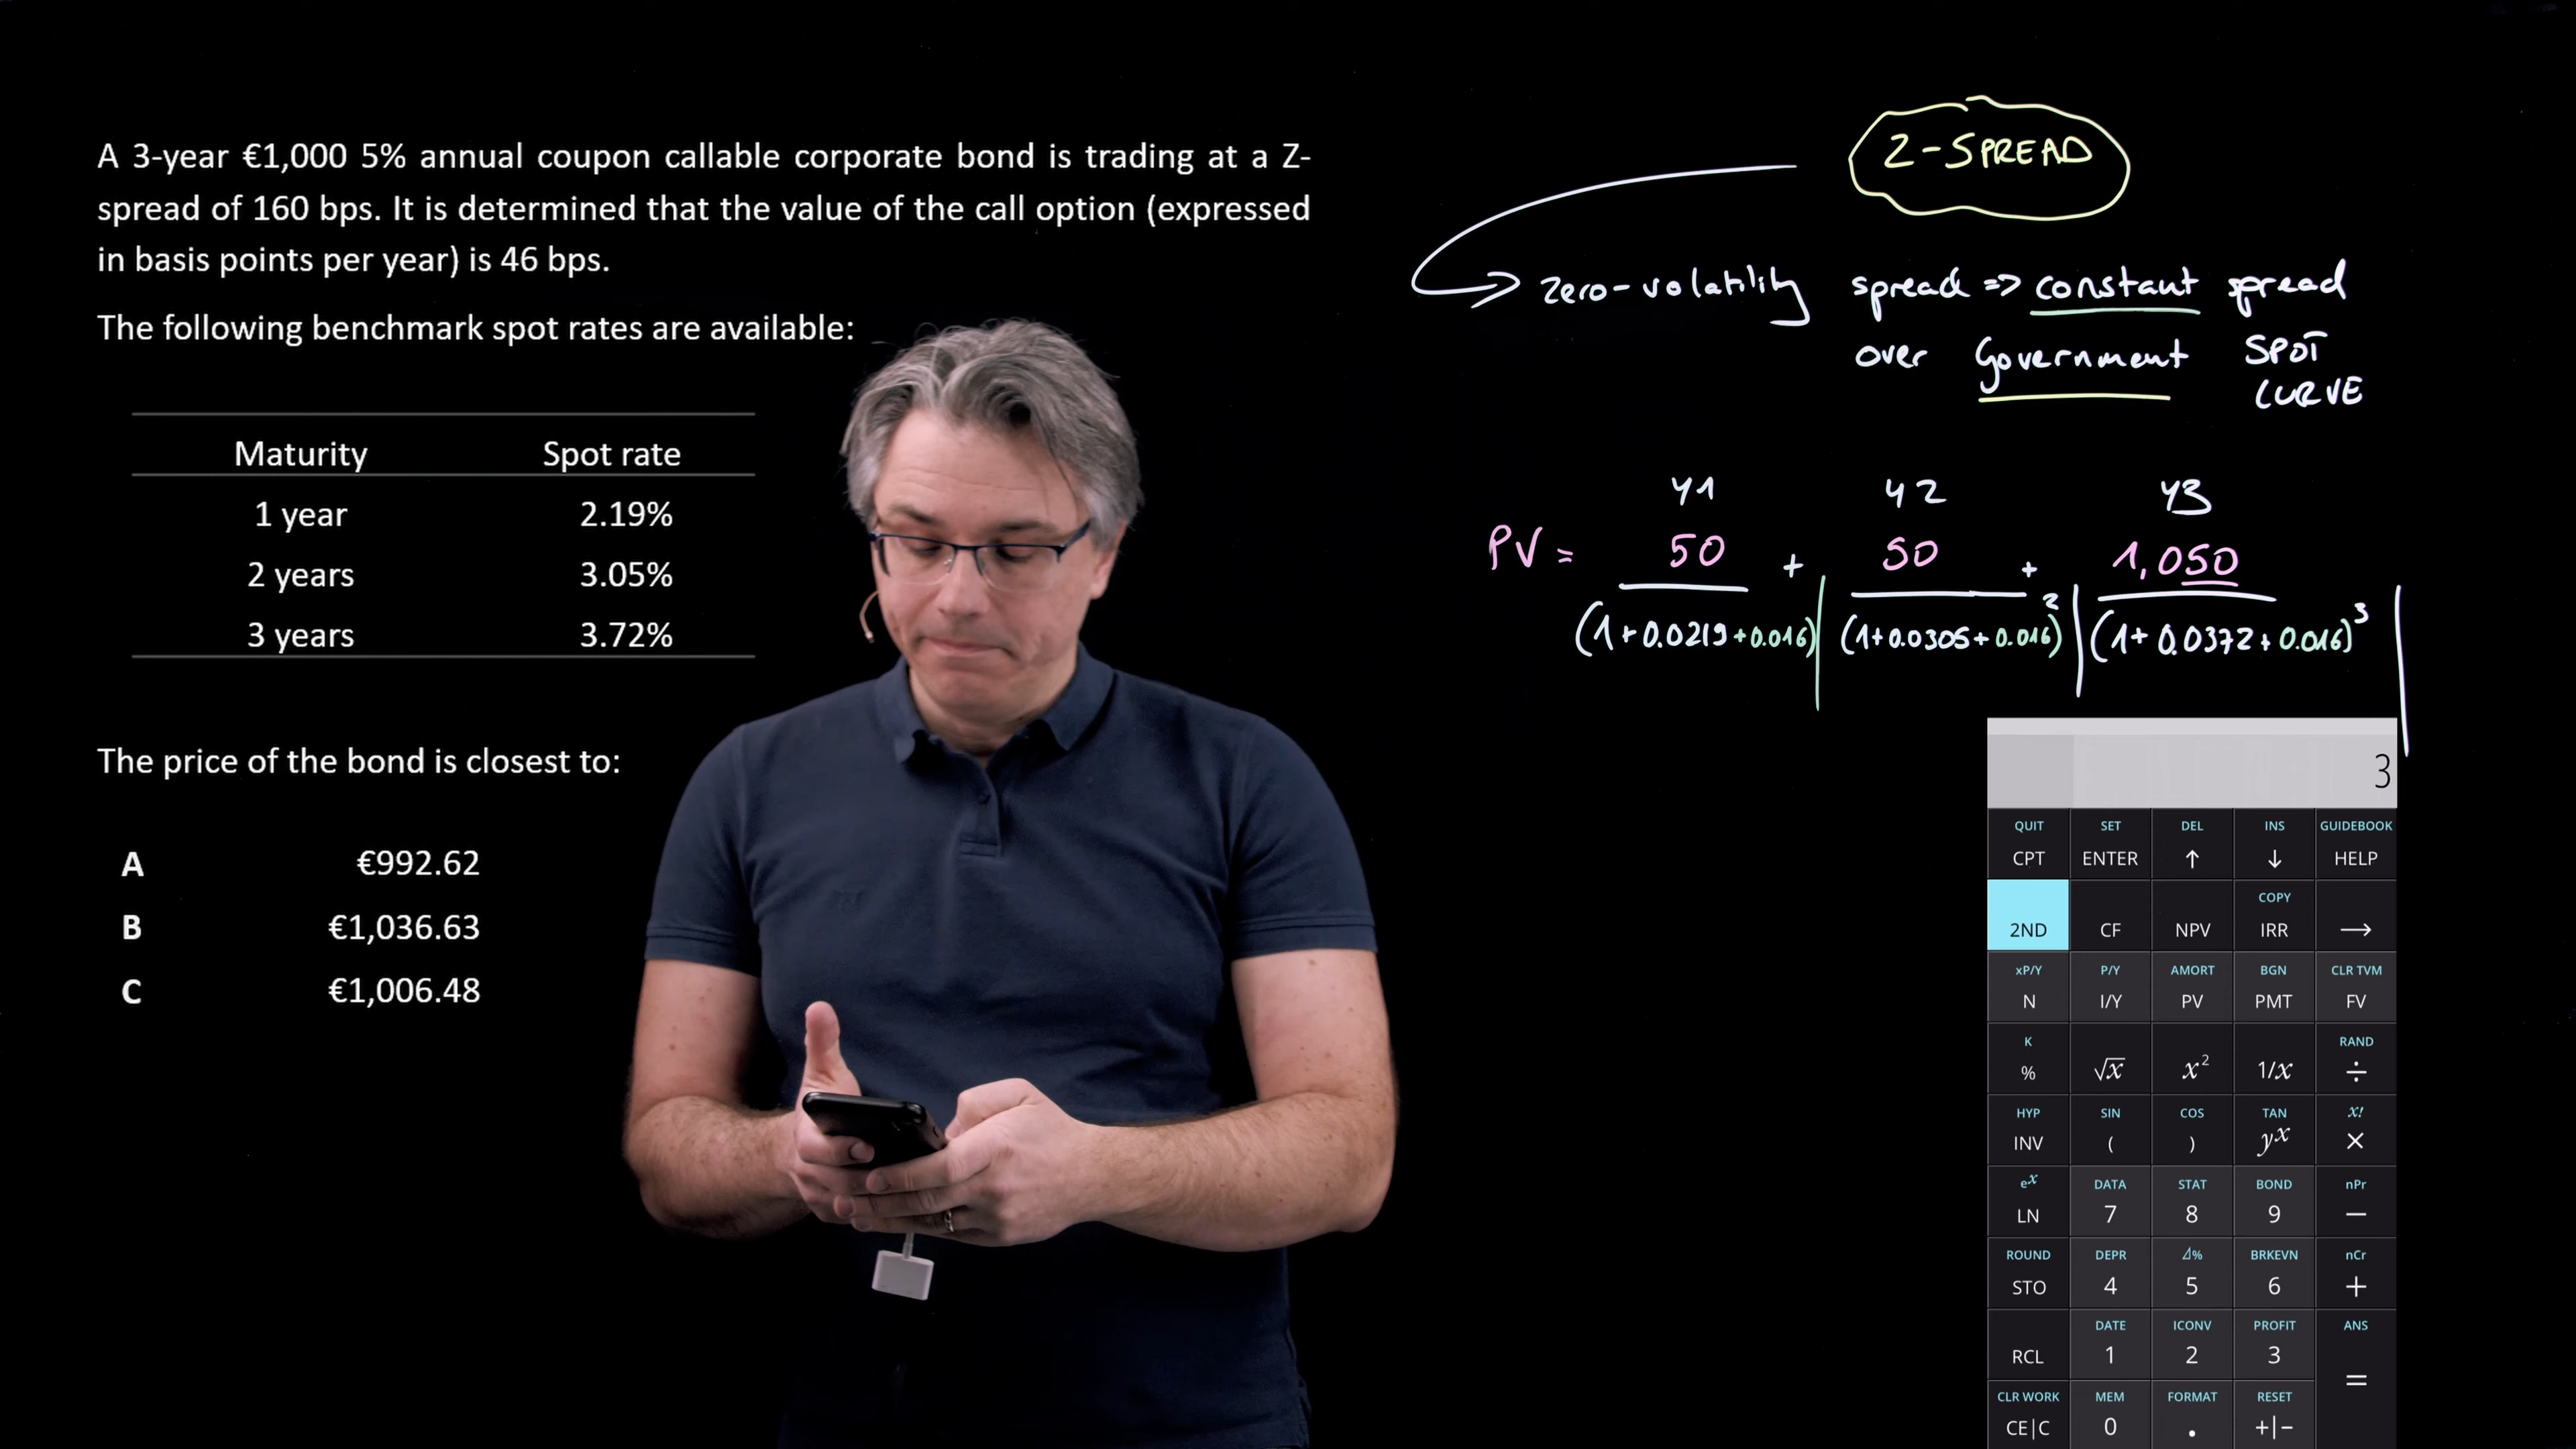 A 3-year €1,000 5% annual coupon callable corporate bond is trading at a Z-
spread of 160 bps. It is determined that the value of the call option (expressed
in basis points per year) is 46 bps.
The following benchmark spot rates are available:
Maturity Spot rate
1 year 2.19%
2 years 3.05%
3 years 3.72%
The price of the bond is closest to:
A €992.62
B €1,036.63
C €1,006.48
Z-SPREAD
zero-volatility spread => constant spread
over Government SPOT
CURVE
Y1 Y2 Y3
PV = 50 + 50 + 1,050
(1+0.0219+0.016) (1+0.0305+0.016)² (1+0.0372+0.016)³
3
QUIT SET DEL INS GUIDEBOOK
CPT ENTER ↑ ↓ HELP
COPY
2ND CF NPV IRR →
xP/Y P/Y AMORT BGN CLR TVM
N I/Y PV PMT FV
K RAND
% √x x² 1/x ÷
HYP SIN COS TAN x!
INV ( ) yˣ ×
eˣ DATA STAT BOND nPr
LN 7 8 9 −
ROUND DEPR Δ% BRKEVN nCr
STO 4 5 6 +
DATE ICONV PROFIT ANS
RCL 1 2 3 =
CLR WORK MEM FORMAT RESET
CE|C 0 . +|−